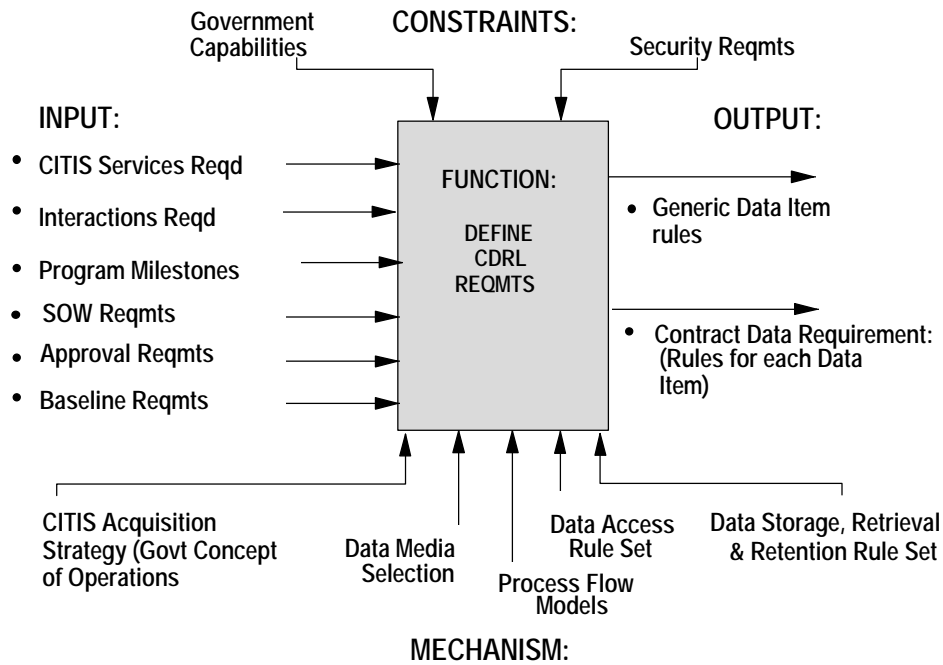 CONSTRAINTS:
Government
Capabilities
Security Reqmts
INPUT:
• CITIS Services Reqd
• Interactions Reqd
• Program Milestones
• SOW Reqmts
• Approval Reqmts
• Baseline Reqmts
FUNCTION:
DEFINE
CDRL
REQMTS
OUTPUT:
• Generic Data Item
rules
• Contract Data Requirement:
(Rules for each Data
Item)
CITIS Acquisition
Strategy (Govt Concept
of Operations
Data Media
Selection
Process Flow
Models
Data Access
Rule Set
Data Storage, Retrieval
& Retention Rule Set
MECHANISM: